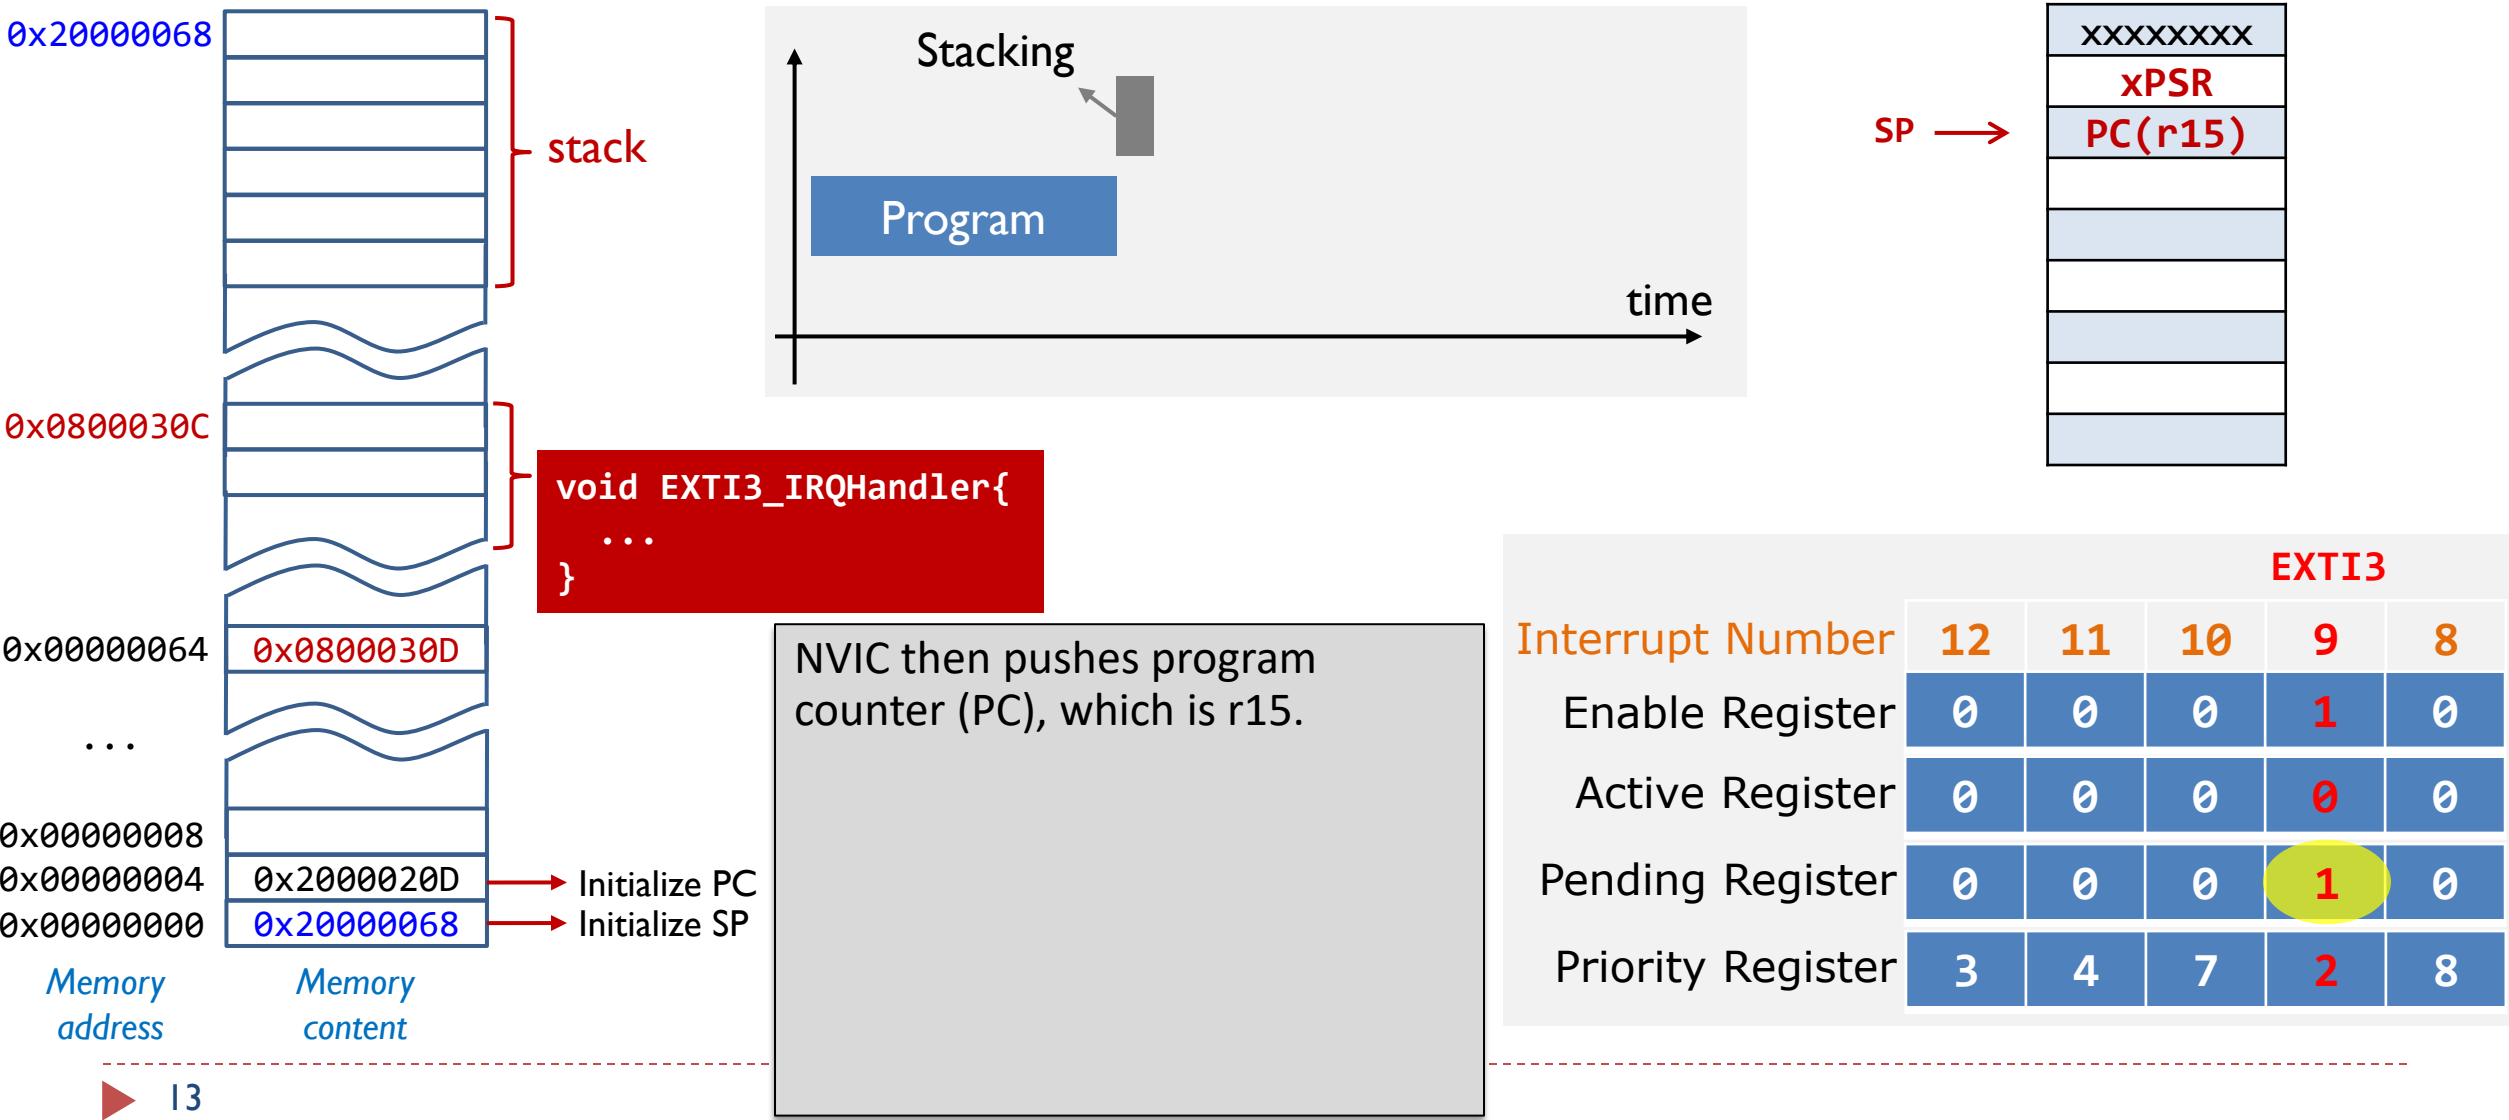 0x20000068
stack
0x0800030C
void EXTI3_IRQHandler{
...
}
0x00000064
0x0800030D
...
0x00000008
0x00000004
0x2000020D
Initialize PC
0x00000000
0x20000068
Initialize SP
Memory
address
Memory
content
Stacking
Program
time
SP
xxxxxxxx
xPSR
PC(r15)
NVIC then pushes program
counter (PC), which is r15.
EXTI3
Interrupt Number 12 11 10 9 8
Enable Register 0 0 0 1 0
Active Register 0 0 0 0 0
Pending Register 0 0 0 1 0
Priority Register 3 4 7 2 8
13